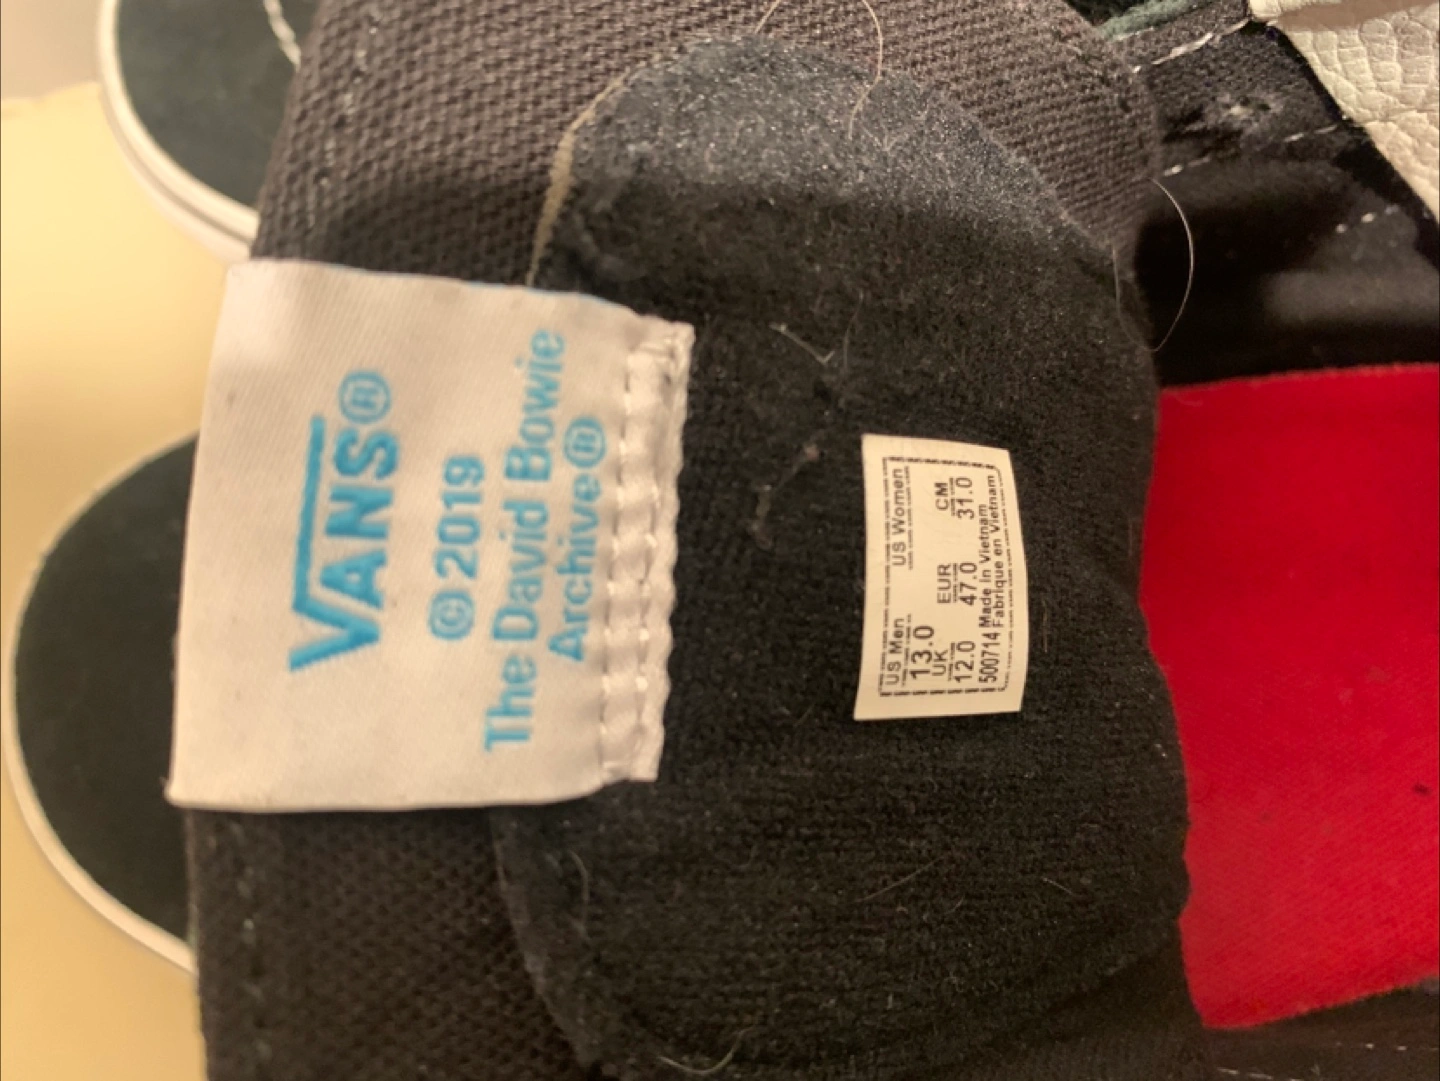 VANS®
© 2019
The David Bowie
Archive®
US Men US Women
13.0
UK EUR CM
12.0 47.0 31.0
500714 Made in Vietnam
Fabrique en Vietnam